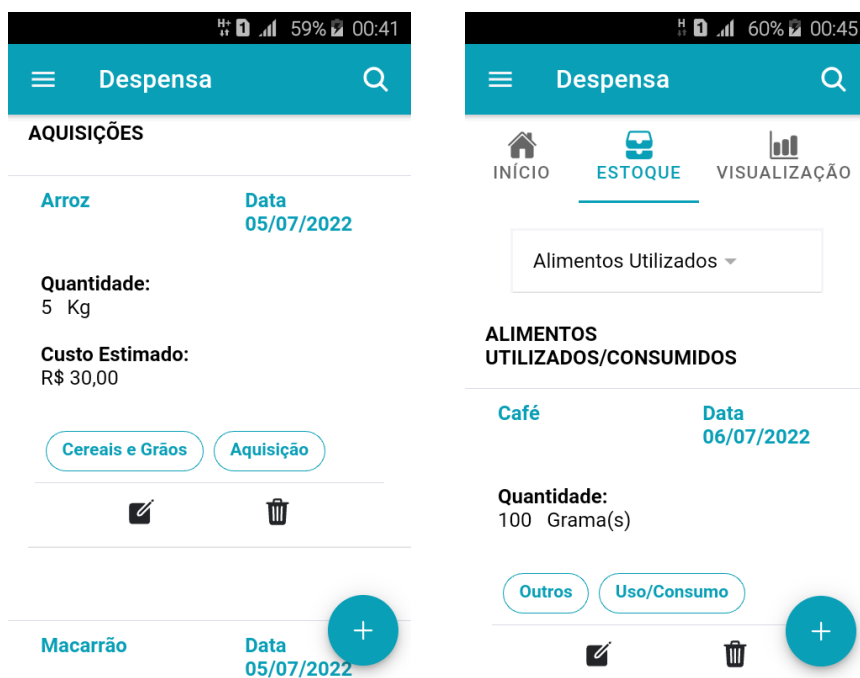 H+ 1 59% 00:41
Despensa
AQUISIÇÕES
Arroz
Data
05/07/2022
Quantidade:
5 Kg
Custo Estimado:
R$ 30,00
Cereais e Grãos
Aquisição
Macarrão
Data
05/07/2022
H 1 60% 00:45
Despensa
INÍCIO
ESTOQUE
VISUALIZAÇÃO
Alimentos Utilizados
ALIMENTOS
UTILIZADOS/CONSUMIDOS
Café
Data
06/07/2022
Quantidade:
100 Grama(s)
Outros
Uso/Consumo